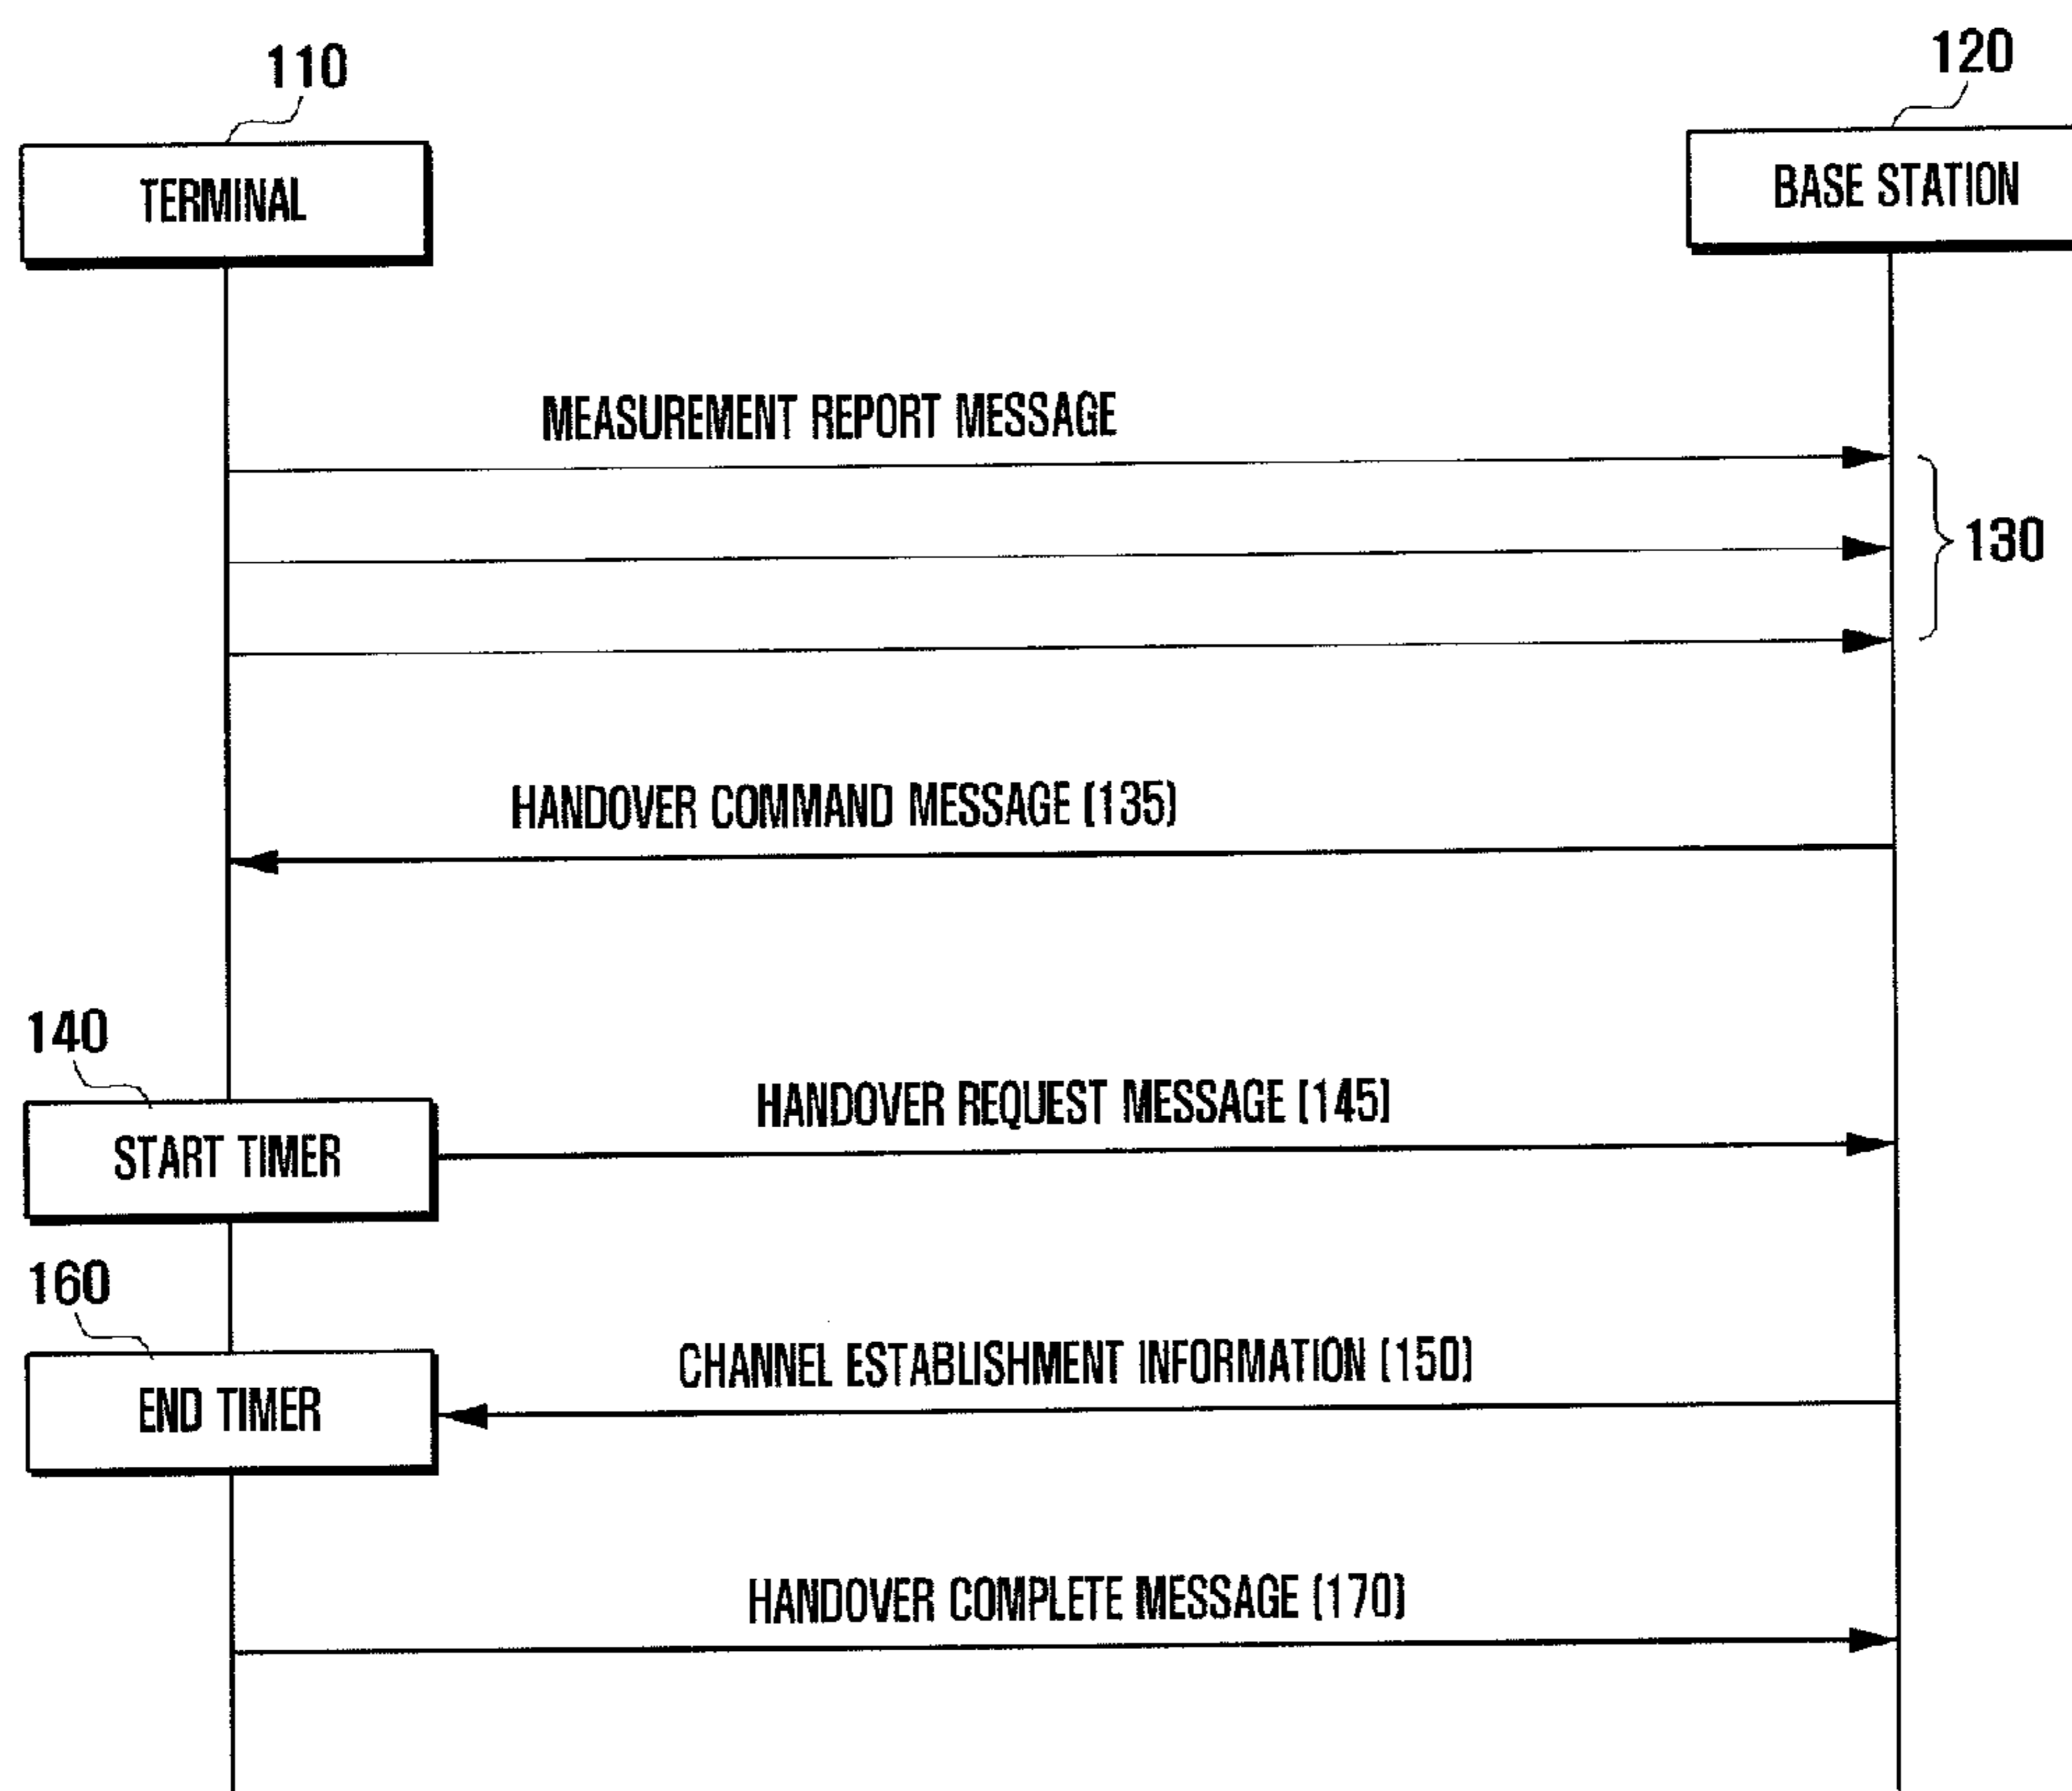 110
120
TERMINAL
BASE STATION
MEASUREMENT REPORT MESSAGE
130
HANDOVER COMMAND MESSAGE (135)
140
START TIMER
HANDOVER REQUEST MESSAGE (145)
160
END TIMER
CHANNEL ESTABLISHMENT INFORMATION (150)
HANDOVER COMPLETE MESSAGE (170)